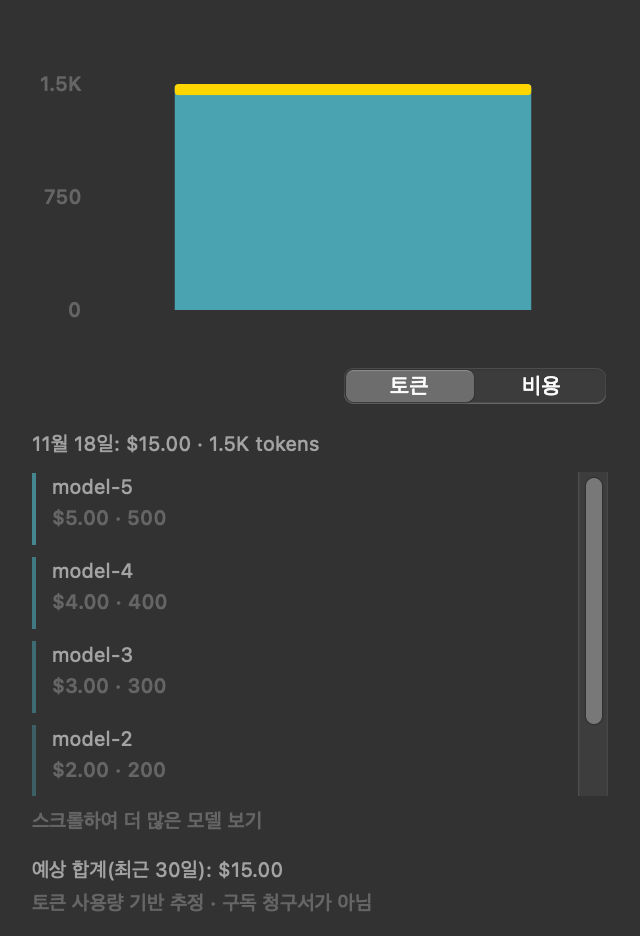 1.5K
750
0
토큰 비용
11월 18일: $15.00 · 1.5K tokens
model-5
$5.00 · 500
model-4
$4.00 · 400
model-3
$3.00 · 300
model-2
$2.00 · 200
스크롤하여 더 많은 모델 보기
예상 합계(최근 30일): $15.00
토큰 사용량 기반 추정 · 구독 청구서가 아님